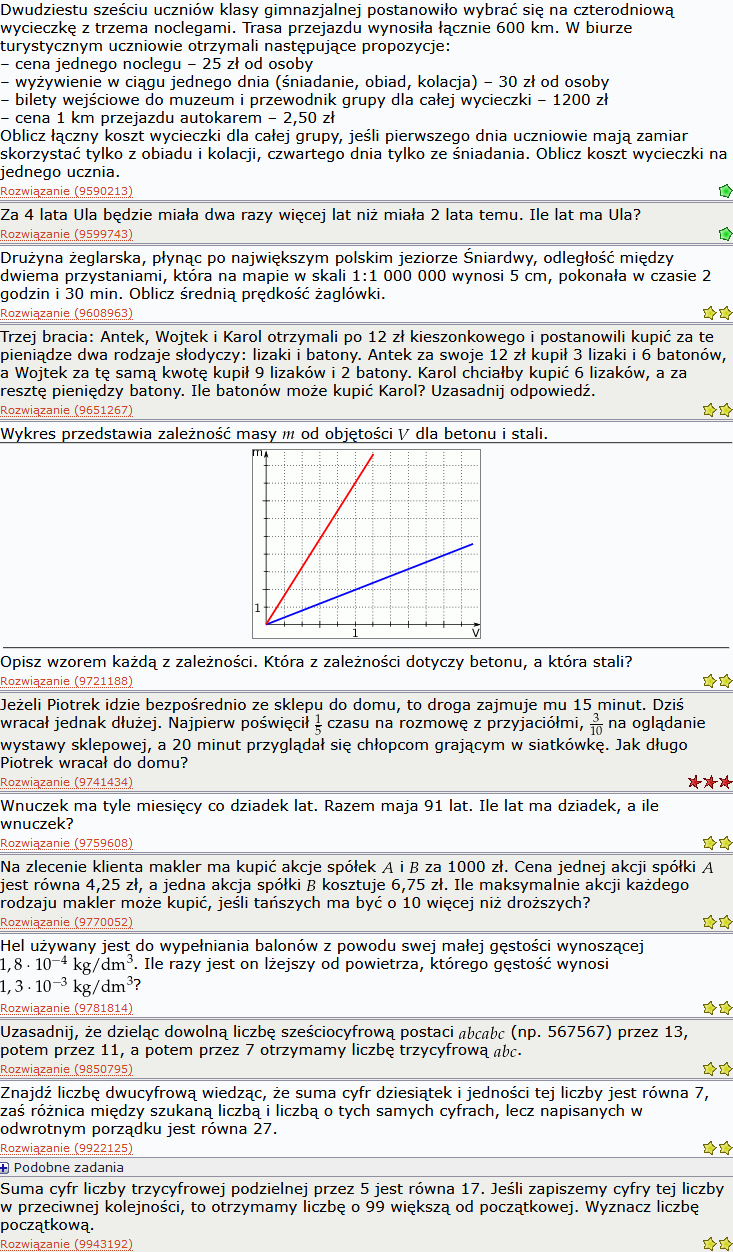 Dwudziestu sześciu uczniów klasy gimnazjalnej postanowiło wybrać się na czterodniową
wycieczkę z trzema noclegami. Trasa przejazdu wynosiła łącznie 600 km. W biurze
turystycznym uczniowie otrzymali następujące propozycje:
– cena jednego noclegu – 25 zł od osoby
– wyżywienie w ciągu jednego dnia (śniadanie, obiad, kolacja) – 30 zł od osoby
– bilety wejściowe do muzeum i przewodnik grupy dla całej wycieczki – 1200 zł
– cena 1 km przejazdu autokarem – 2,50 zł
Oblicz łączny koszt wycieczki dla całej grupy, jeśli pierwszego dnia uczniowie mają zamiar
skorzystać tylko z obiadu i kolacji, czwartego dnia tylko ze śniadania. Oblicz koszt wycieczki na
jednego ucznia.
Rozwiązanie (9590213)
Za 4 lata Ula będzie miała dwa razy więcej lat niż miała 2 lata temu. Ile lat ma Ula?
Rozwiązanie (9599743)
Drużyna żeglarska, płynąc po największym polskim jeziorze Śniardwy, odległość między
dwiema przystaniami, która na mapie w skali 1:1 000 000 wynosi 5 cm, pokonała w czasie 2
godzin i 30 min. Oblicz średnią prędkość żaglówki.
Rozwiązanie (9608963)
Trzej bracia: Antek, Wojtek i Karol otrzymali po 12 zł kieszonkowego i postanowili kupić za te
pieniądze dwa rodzaje słodyczy: lizaki i batony. Antek za swoje 12 zł kupił 3 lizaki i 6 batonów,
a Wojtek za tę samą kwotę kupił 9 lizaków i 2 batony. Karol chciałby kupić 6 lizaków, a za
resztę pieniędzy batony. Ile batonów może kupić Karol? Uzasadnij odpowiedź.
Rozwiązanie (9651267)
Wykres przedstawia zależność masy m od objętości V dla betonu i stali.
m
1
1
V
Opisz wzorem każdą z zależności. Która z zależności dotyczy betonu, a która stali?
Rozwiązanie (9721188)
Jeżeli Piotrek idzie bezpośrednio ze sklepu do domu, to droga zajmuje mu 15 minut. Dziś
wracał jednak dłużej. Najpierw poświęcił 1/5 czasu na rozmowę z przyjaciółmi, 3/10 na oglądanie
wystawy sklepowej, a 20 minut przyglądał się chłopcom grającym w siatkówkę. Jak długo
Piotrek wracał do domu?
Rozwiązanie (9741434)
Wnuczek ma tyle miesięcy co dziadek lat. Razem maja 91 lat. Ile lat ma dziadek, a ile
wnuczek?
Rozwiązanie (9759608)
Na zlecenie klienta makler ma kupić akcje spółek A i B za 1000 zł. Cena jednej akcji spółki A
jest równa 4,25 zł, a jedna akcja spółki B kosztuje 6,75 zł. Ile maksymalnie akcji każdego
rodzaju makler może kupić, jeśli tańszych ma być o 10 więcej niż droższych?
Rozwiązanie (9770052)
Hel używany jest do wypełniania balonów z powodu swej małej gęstości wynoszącej
1,8 · 10⁻⁴ kg/dm³. Ile razy jest on lżejszy od powietrza, którego gęstość wynosi
1,3 · 10⁻³ kg/dm³?
Rozwiązanie (9781814)
Uzasadnij, że dzieląc dowolną liczbę sześciocyfrową postaci abcabc (np. 567567) przez 13,
potem przez 11, a potem przez 7 otrzymamy liczbę trzycyfrową abc.
Rozwiązanie (9850795)
Znajdź liczbę dwucyfrową wiedząc, że suma cyfr dziesiątek i jedności tej liczby jest równa 7,
zaś różnica między szukaną liczbą i liczbą o tych samych cyfrach, lecz napisanych w
odwrotnym porządku jest równa 27.
Rozwiązanie (9922125)
Podobne zadania
Suma cyfr liczby trzycyfrowej podzielnej przez 5 jest równa 17. Jeśli zapiszemy cyfry tej liczby
w przeciwnej kolejności, to otrzymamy liczbę o 99 większą od początkowej. Wyznacz liczbę
początkową.
Rozwiązanie (9943192)